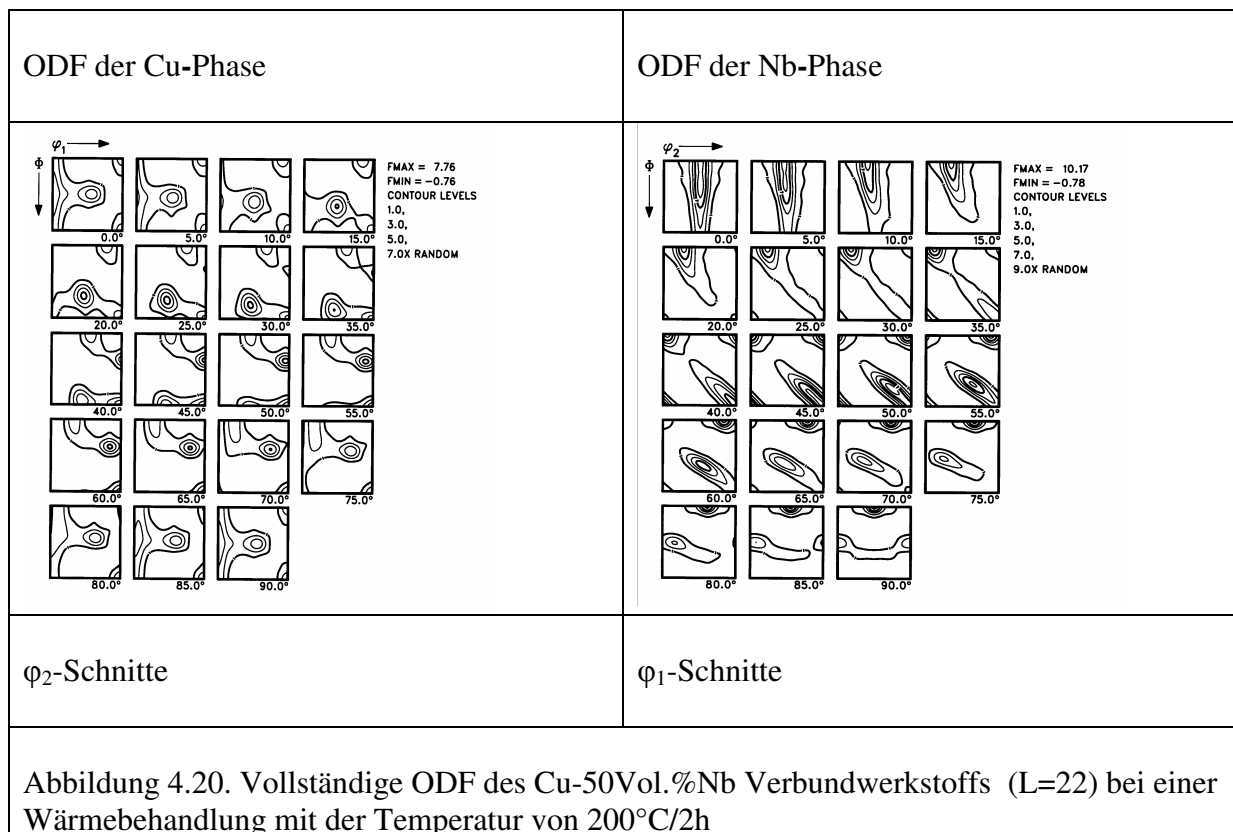 ODF der Cu-Phase
ODF der Nb-Phase
φ1
Φ
FMAX = 7.76
FMIN = -0.76
CONTOUR LEVELS
1.0,
3.0,
5.0,
7.0X RANDOM
0.0° 5.0° 10.0° 15.0°
20.0° 25.0° 30.0° 35.0°
40.0° 45.0° 50.0° 55.0°
60.0° 65.0° 70.0° 75.0°
80.0° 85.0° 90.0°
φ2
Φ
FMAX = 10.17
FMIN = -0.78
CONTOUR LEVELS
1.0,
3.0,
5.0,
7.0,
9.0X RANDOM
0.0° 5.0° 10.0° 15.0°
20.0° 25.0° 30.0° 35.0°
40.0° 45.0° 50.0° 55.0°
60.0° 65.0° 70.0° 75.0°
80.0° 85.0° 90.0°
φ2-Schnitte
φ1-Schnitte
Abbildung 4.20. Vollständige ODF des Cu-50Vol.%Nb Verbundwerkstoffs (L=22) bei einer
Wärmebehandlung mit der Temperatur von 200°C/2h